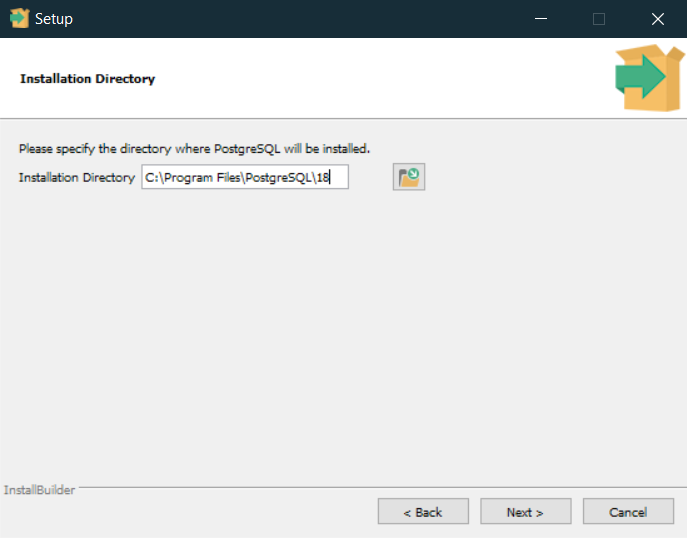 Setup
Installation Directory
Please specify the directory where PostgreSQL will be installed.
Installation Directory C:\Program Files\PostgreSQL\18
InstallBuilder
< Back Next > Cancel